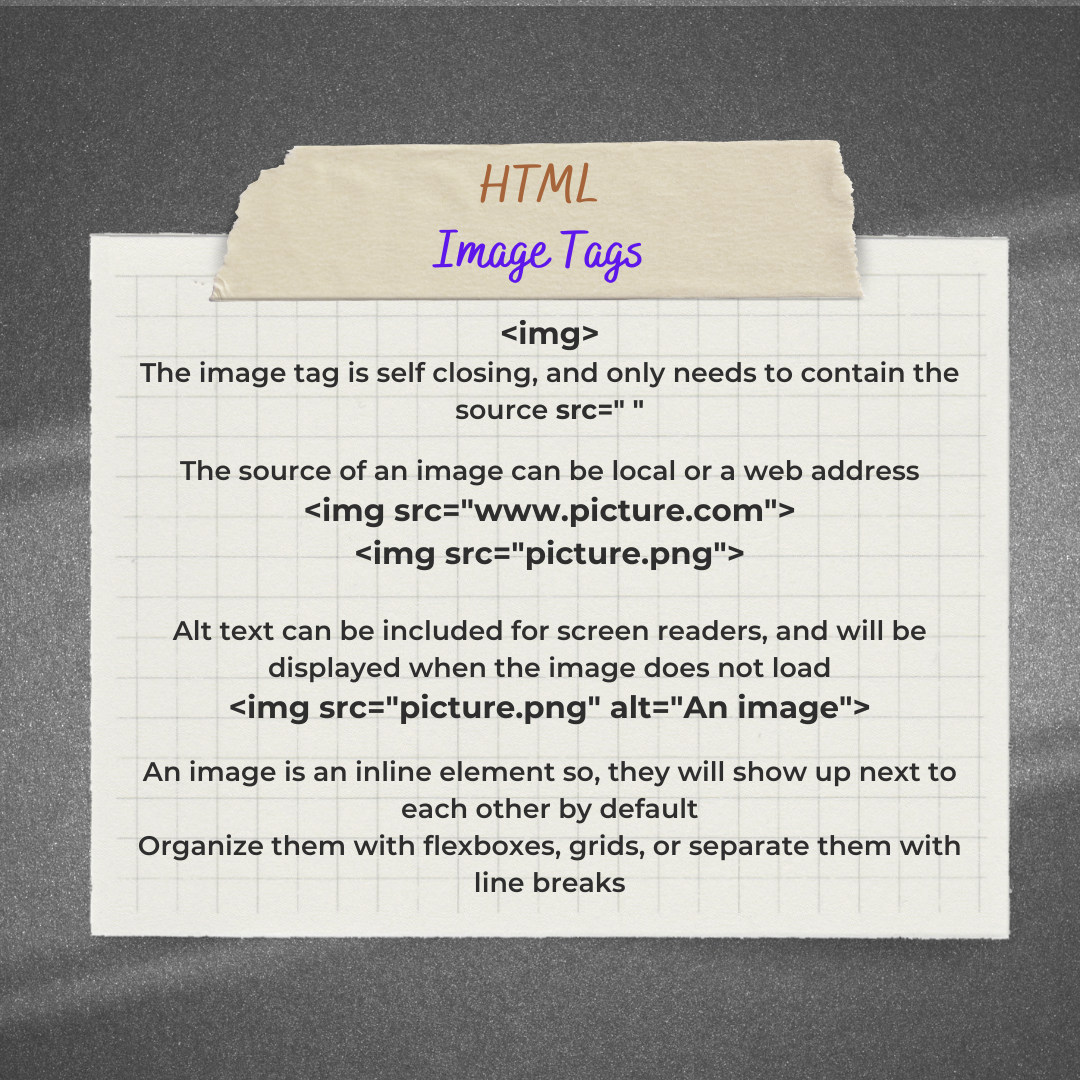 HTML
Image Tags
<img>
The image tag is self closing, and only needs to contain the
source src=" "
The source of an image can be local or a web address
<img src="www.picture.com">
<img src="picture.png">
Alt text can be included for screen readers, and will be
displayed when the image does not load
<img src="picture.png" alt="An image">
An image is an inline element so, they will show up next to
each other by default
Organize them with flexboxes, grids, or separate them with
line breaks